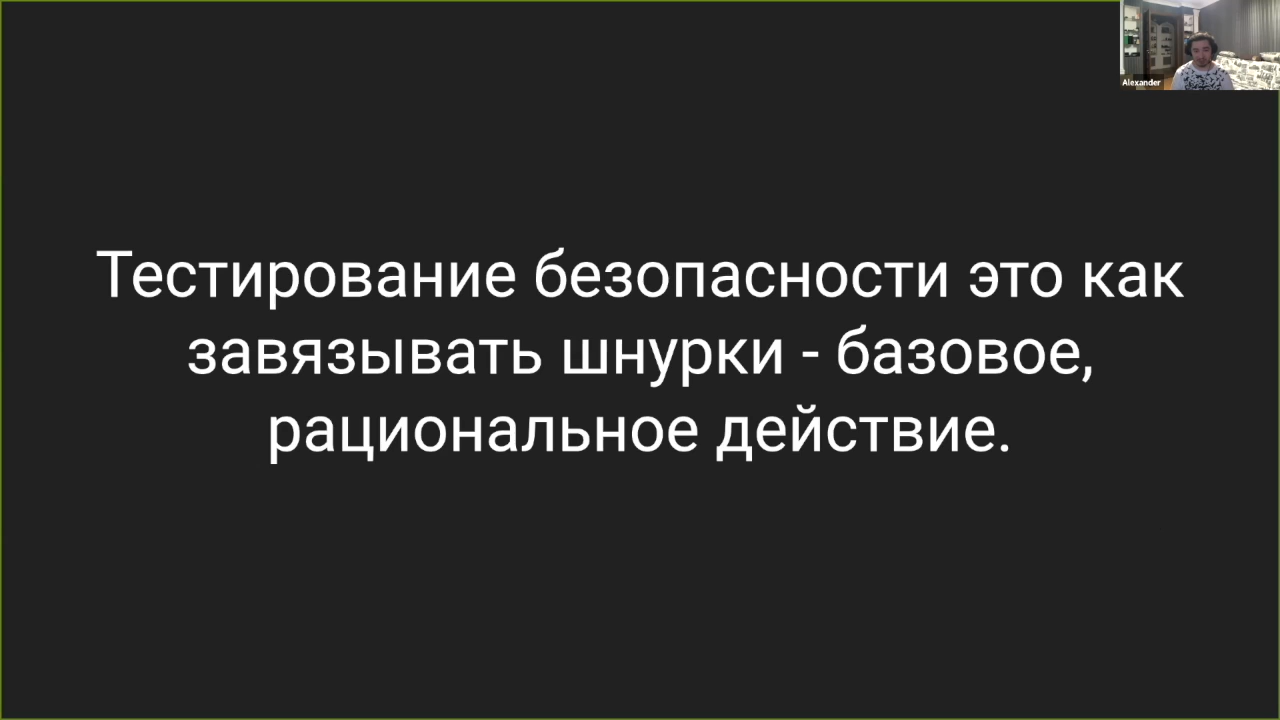 Alexander
Тестирование безопасности это как
завязывать шнурки - базовое,
рациональное действие.